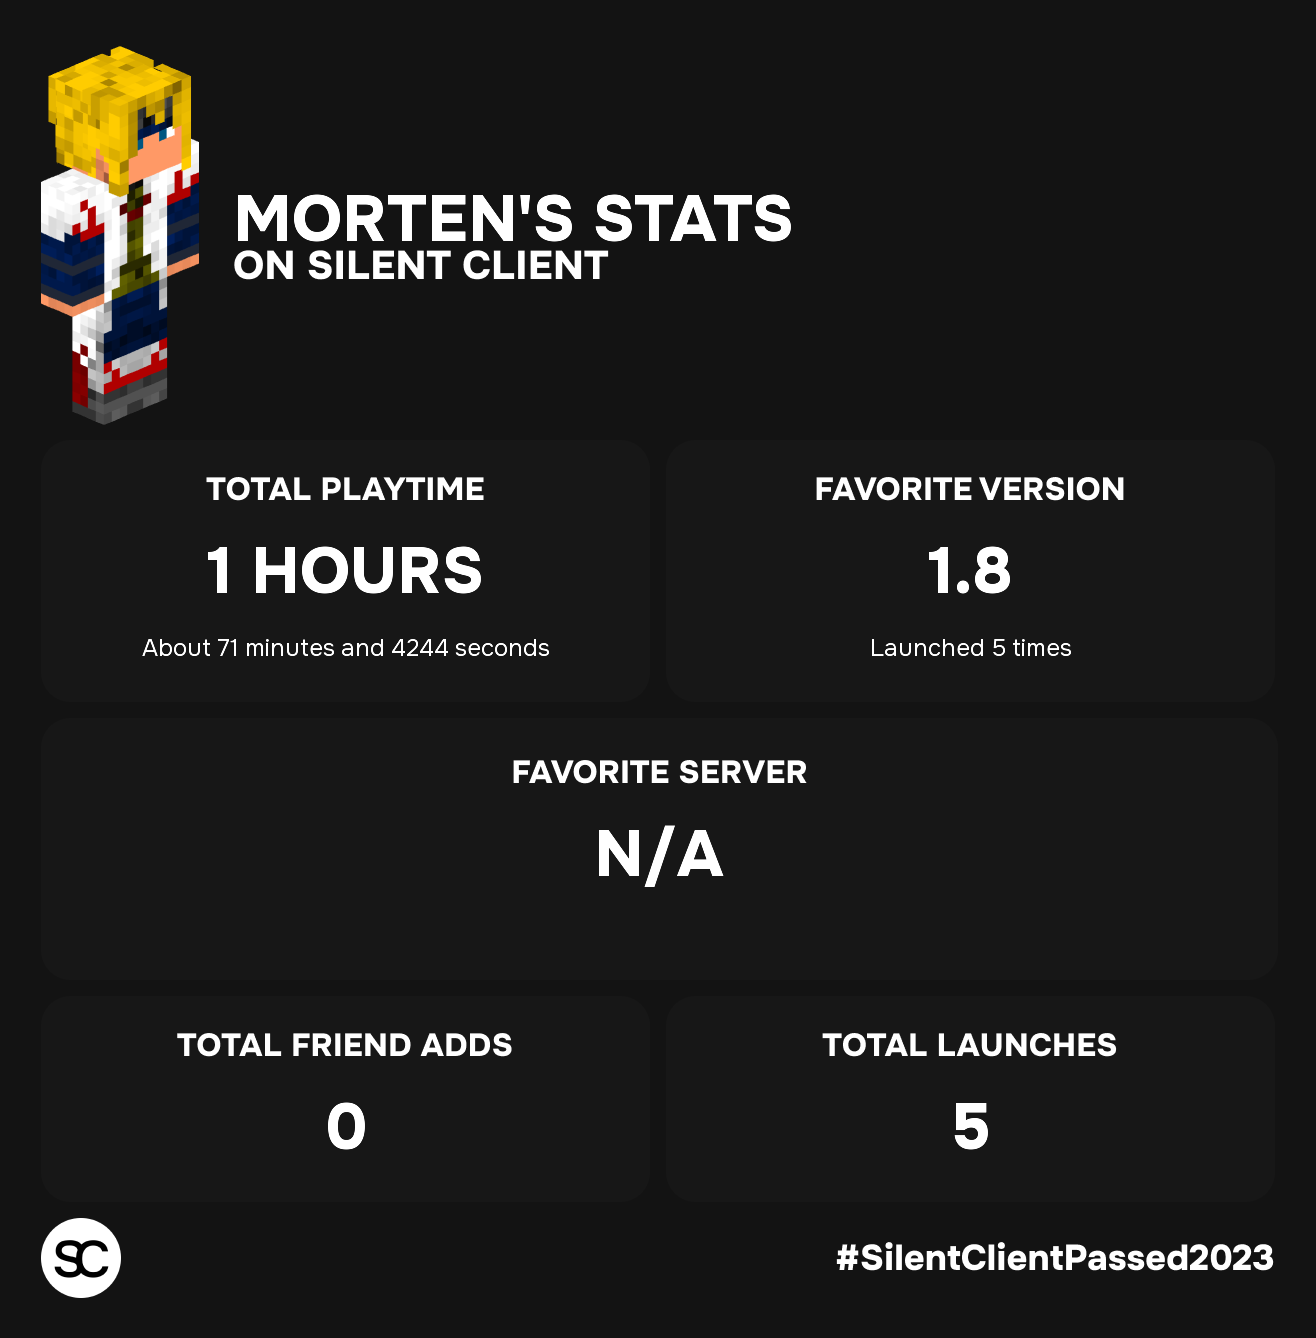 MORTEN'S STATS
ON SILENT CLIENT
TOTAL PLAYTIME
1 HOURS
About 71 minutes and 4244 seconds
FAVORITE VERSION
1.8
Launched 5 times
FAVORITE SERVER
N/A
TOTAL FRIEND ADDS
0
TOTAL LAUNCHES
5
SC
#SilentClientPassed2023